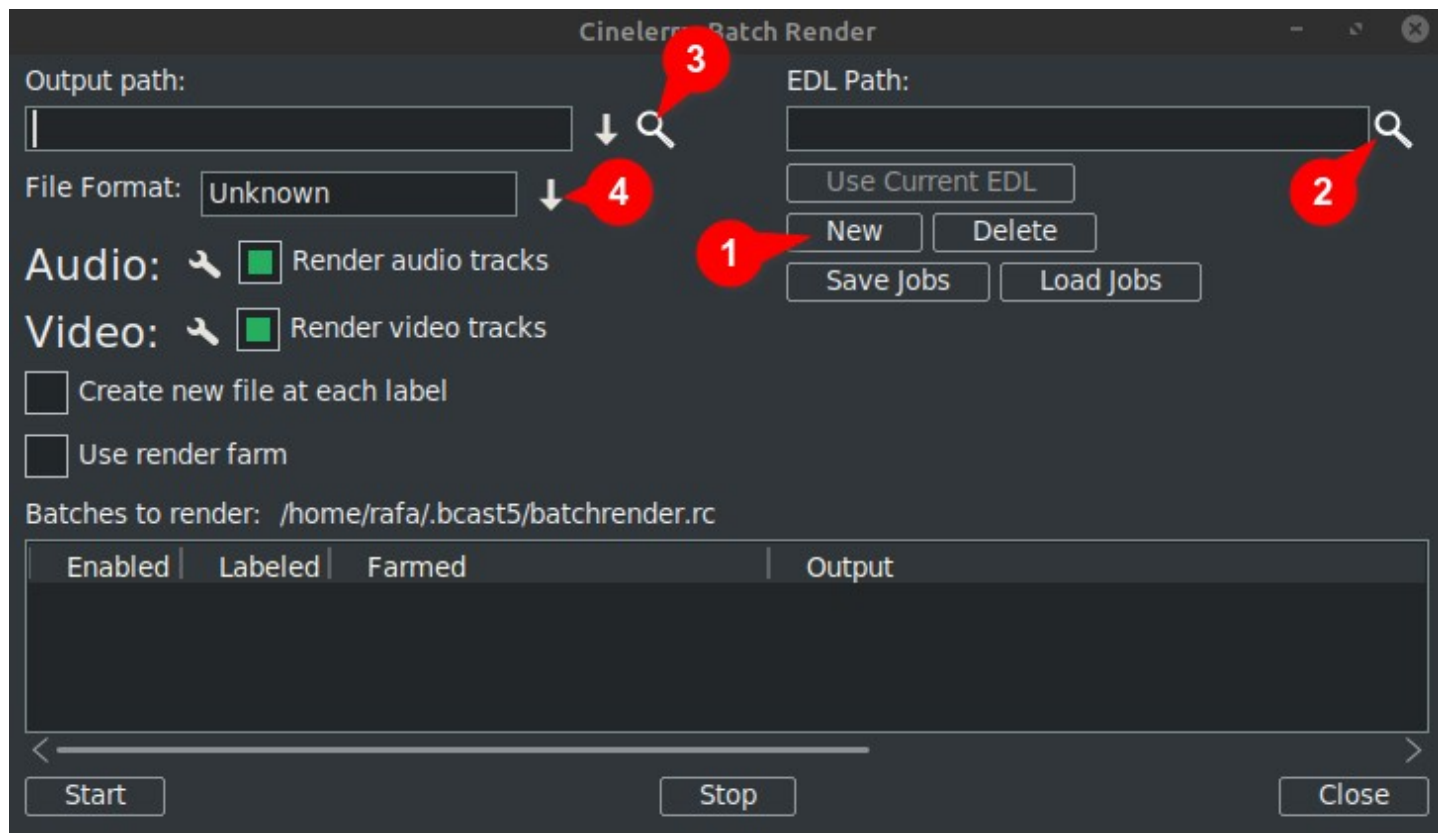 Batch Render
3
Output path:
EDL Path:
File Format: Unknown
4
Use Current EDL
2
1
New
Delete
Audio:
Render audio tracks
Save Jobs
Load Jobs
Video:
Render video tracks
Create new file at each label
Use render farm
Batches to render: /home/rafa/.bcast5/batchrender.rc
Enabled Labeled Farmed Output
Start
Stop
Close